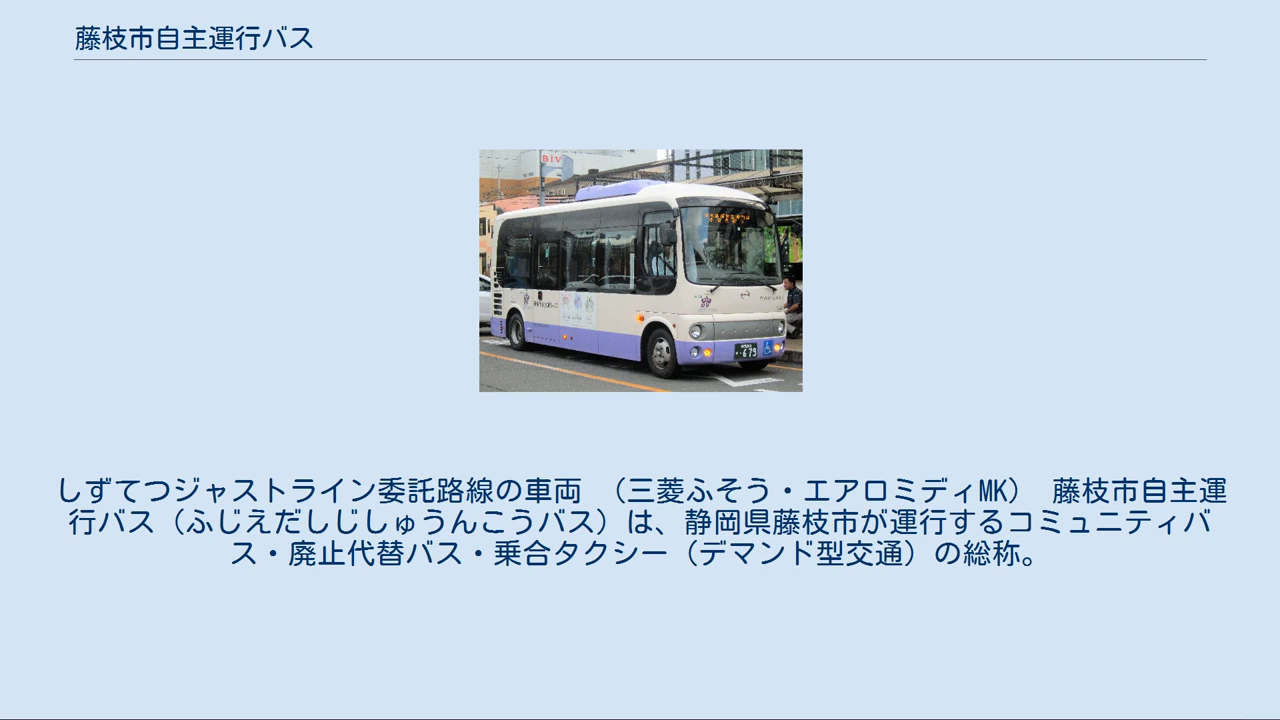 藤枝市自主運行バス
BiVi
・679
しずてつジャストライン委託路線の車両 （三菱ふそう・エアロミディMK） 藤枝市自主運
行バス（ふじえだしじしゅうんこうバス）は、静岡県藤枝市が運行するコミュニティバ
ス・廃止代替バス・乗合タクシー（デマンド型交通）の総称。